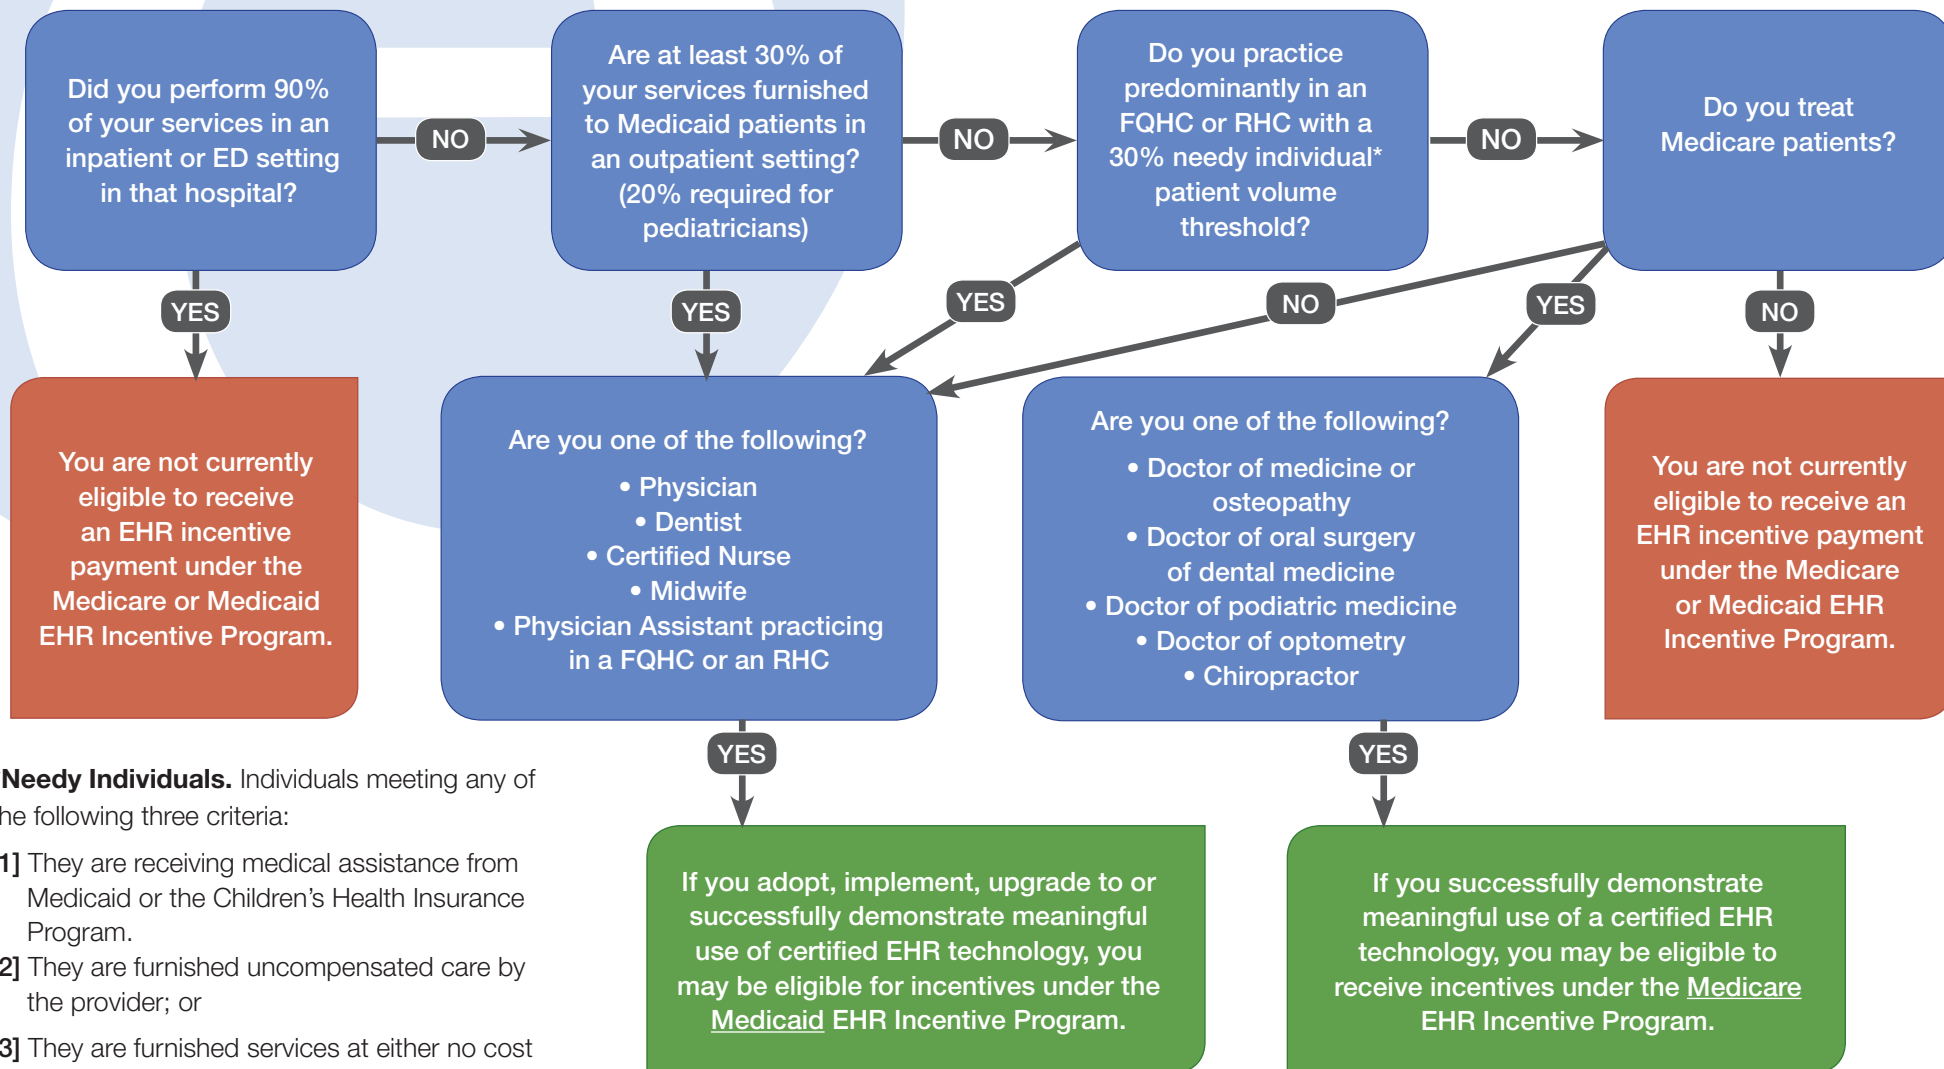 Did you perform 90%
of your services in an
inpatient or ED setting
in that hospital?
NO
Are at least 30% of
your services furnished
to Medicaid patients in
an outpatient setting?
(20% required for
pediatricians)
NO
Do you practice
predominantly in an
FQHC or RHC with a
30% needy individual*
patient volume
threshold?
NO
Do you treat
Medicare patients?
YES
YES
YES
NO
YES
NO
You are not currently
eligible to receive
an EHR incentive
payment under the
Medicare or Medicaid
EHR Incentive Program.
Are you one of the following?
• Physician
• Dentist
• Certified Nurse
• Midwife
• Physician Assistant practicing
in a FQHC or an RHC
Are you one of the following?
• Doctor of medicine or
osteopathy
• Doctor of oral surgery
of dental medicine
• Doctor of podiatric medicine
• Doctor of optometry
• Chiropractor
You are not currently
eligible to receive an
EHR incentive payment
under the Medicare
or Medicaid EHR
Incentive Program.
YES
YES
Needy Individuals. Individuals meeting any of
he following three criteria:
1] They are receiving medical assistance from
Medicaid or the Children's Health Insurance
Program.
2] They are furnished uncompensated care by
the provider; or
3] They are furnished services at either no cost
If you adopt, implement, upgrade to or
successfully demonstrate meaningful
use of certified EHR technology, you
may be eligible for incentives under the
Medicaid EHR Incentive Program.
If you successfully demonstrate
meaningful use of a certified EHR
technology, you may be eligible to
receive incentives under the Medicare
EHR Incentive Program.